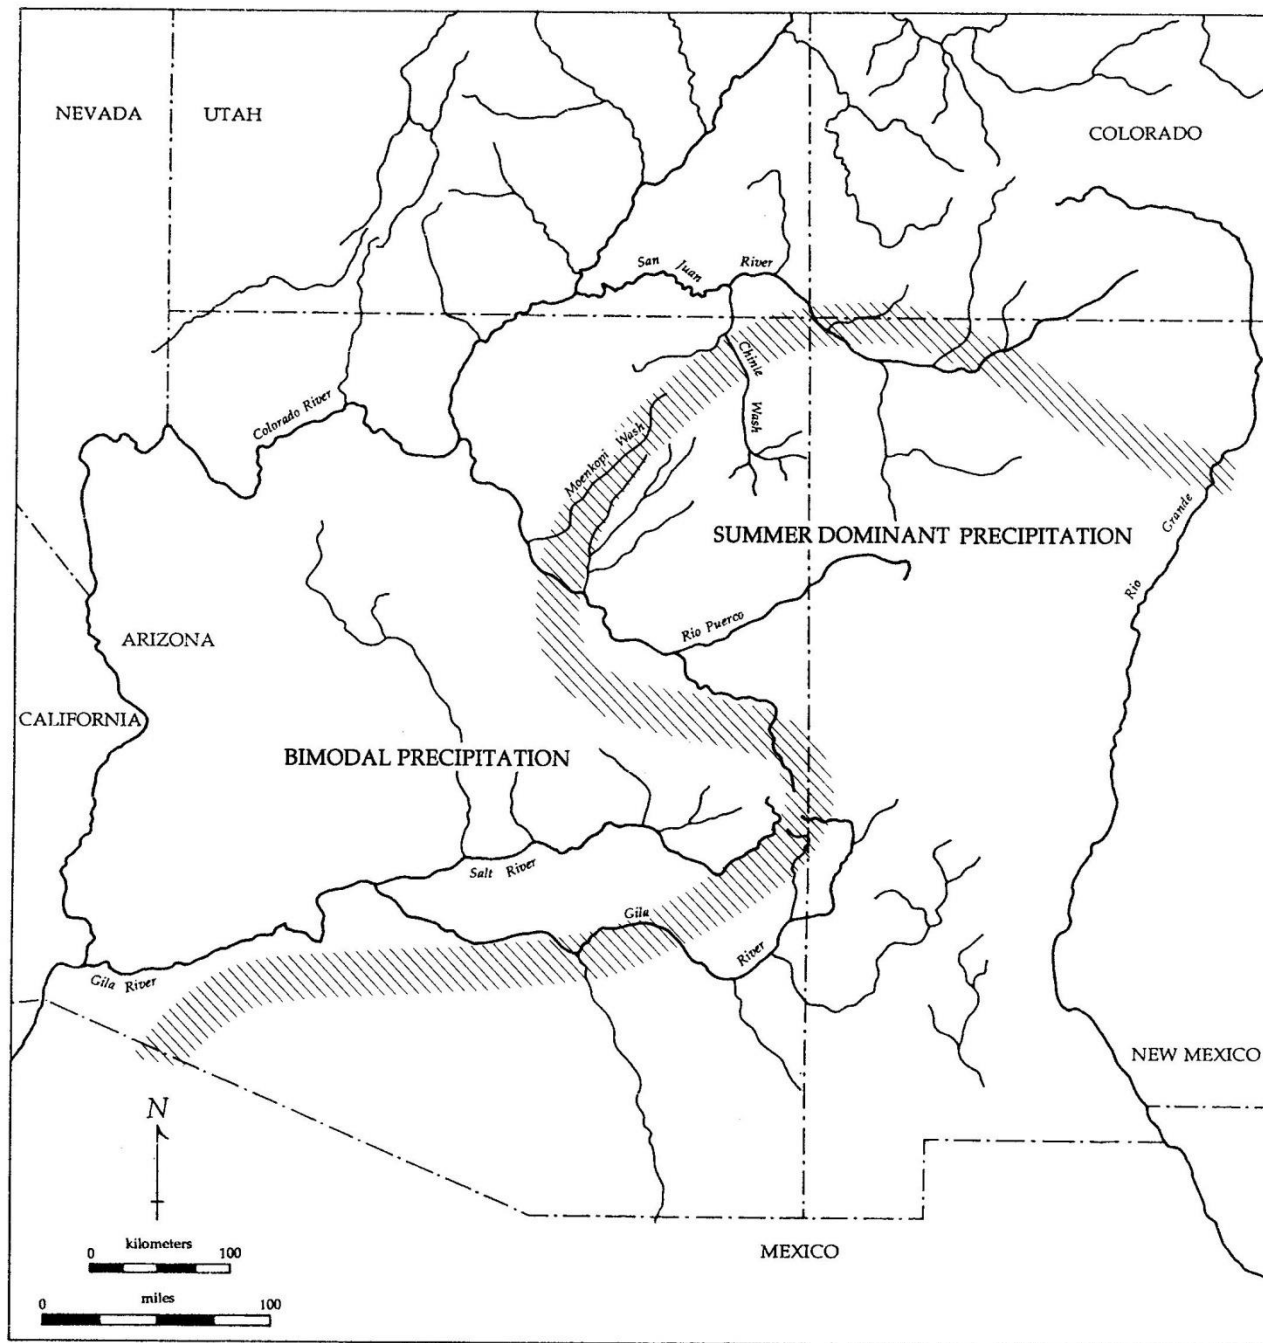 NEVADA
UTAH
COLORADO
San Juan River
Chinle Wash
Colorado River
Moenkopi Wash
SUMMER DOMINANT PRECIPITATION
Rio Grande
Rio Puerco
ARIZONA
CALIFORNIA
BIMODAL PRECIPITATION
Salt River
Gila River
Gila River
NEW MEXICO
N
0 kilometers 100
0 miles 100
MEXICO